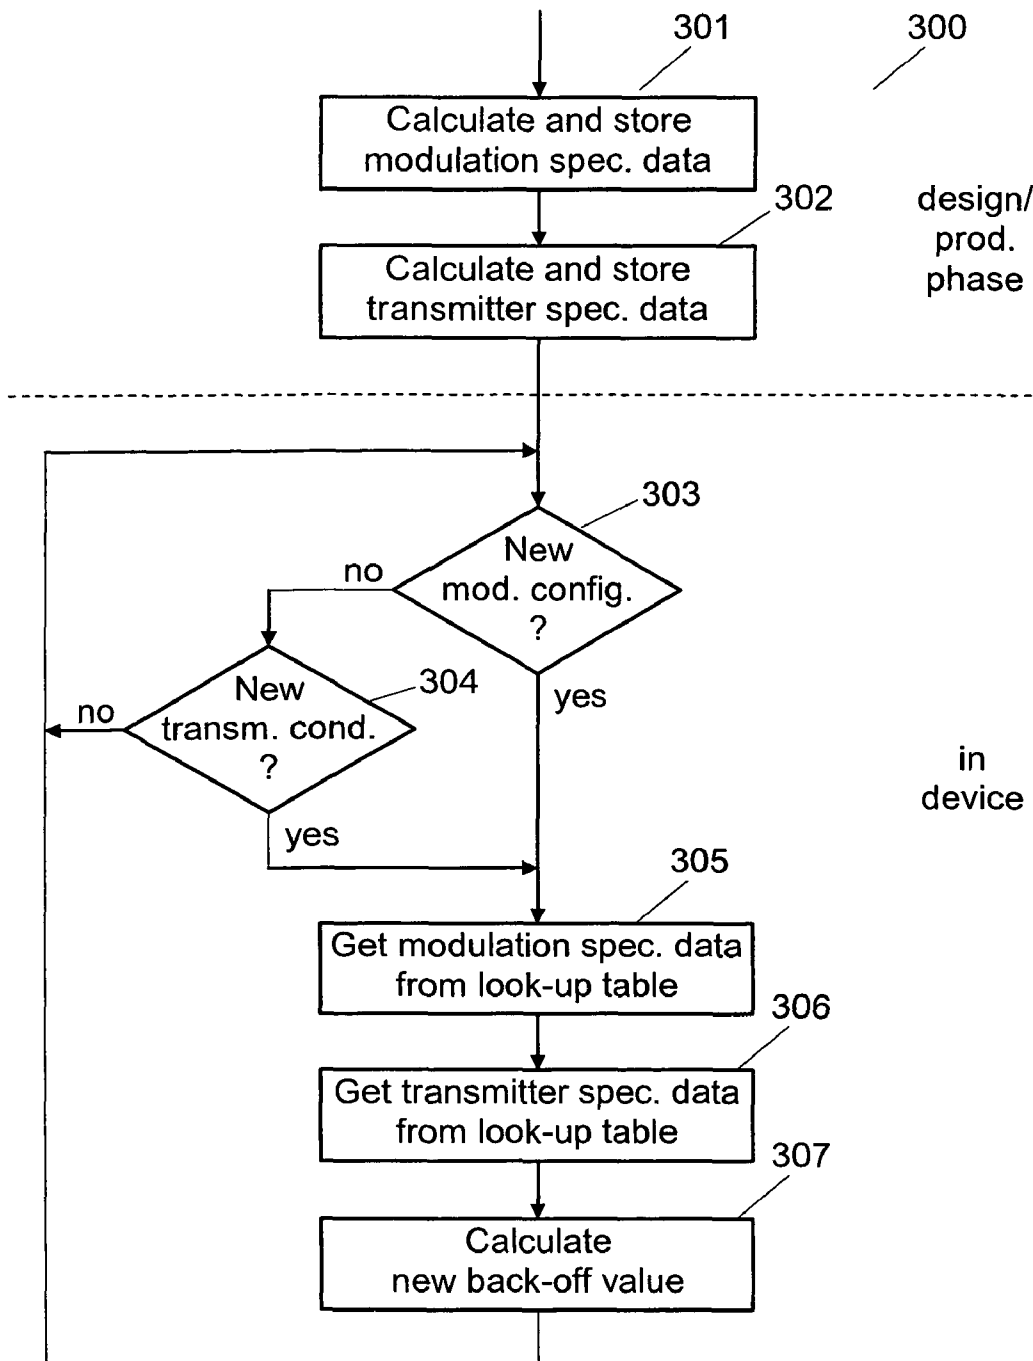 301
300
Calculate and store
modulation spec. data
302
design/
prod.
phase
Calculate and store
transmitter spec. data
303
New
mod. config.
?
no
yes
304
New
transm. cond.
?
no
yes
in
device
305
Get modulation spec. data
from look-up table
306
Get transmitter spec. data
from look-up table
307
Calculate
new back-off value